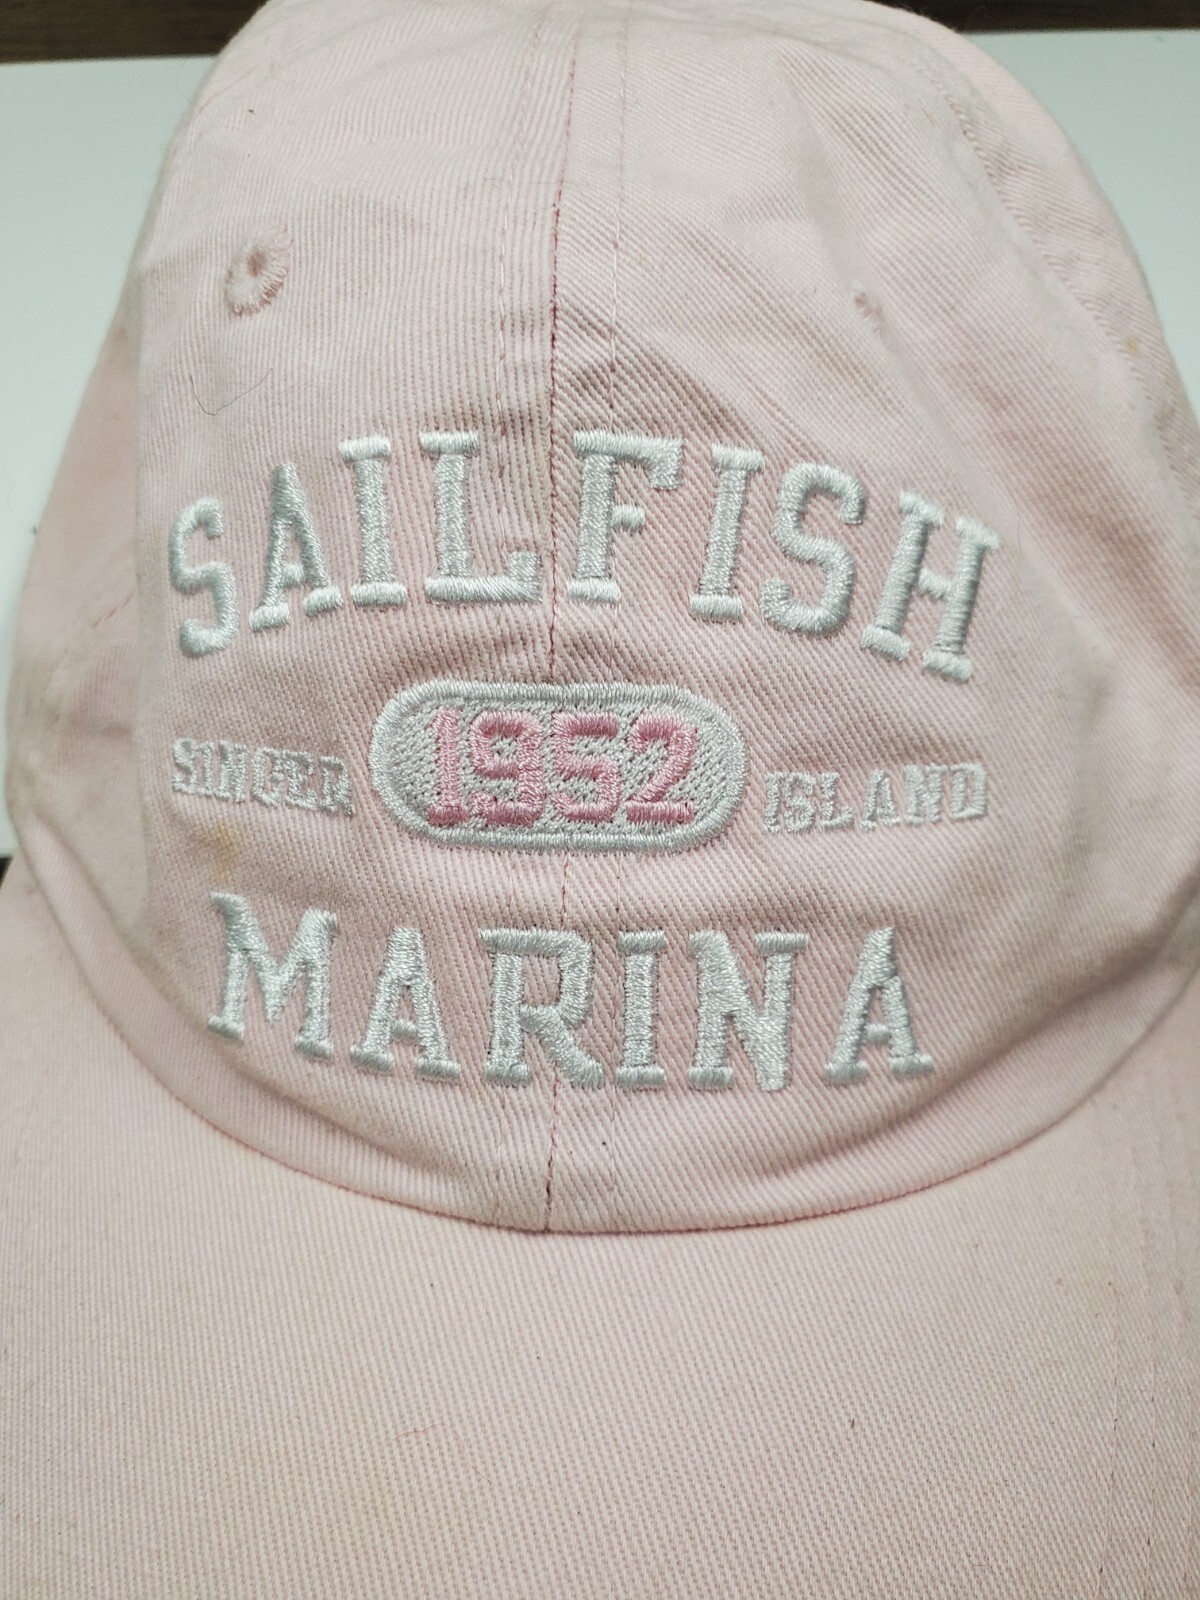 SAILFISH
SINGER 1952 ISLAND
MARINA